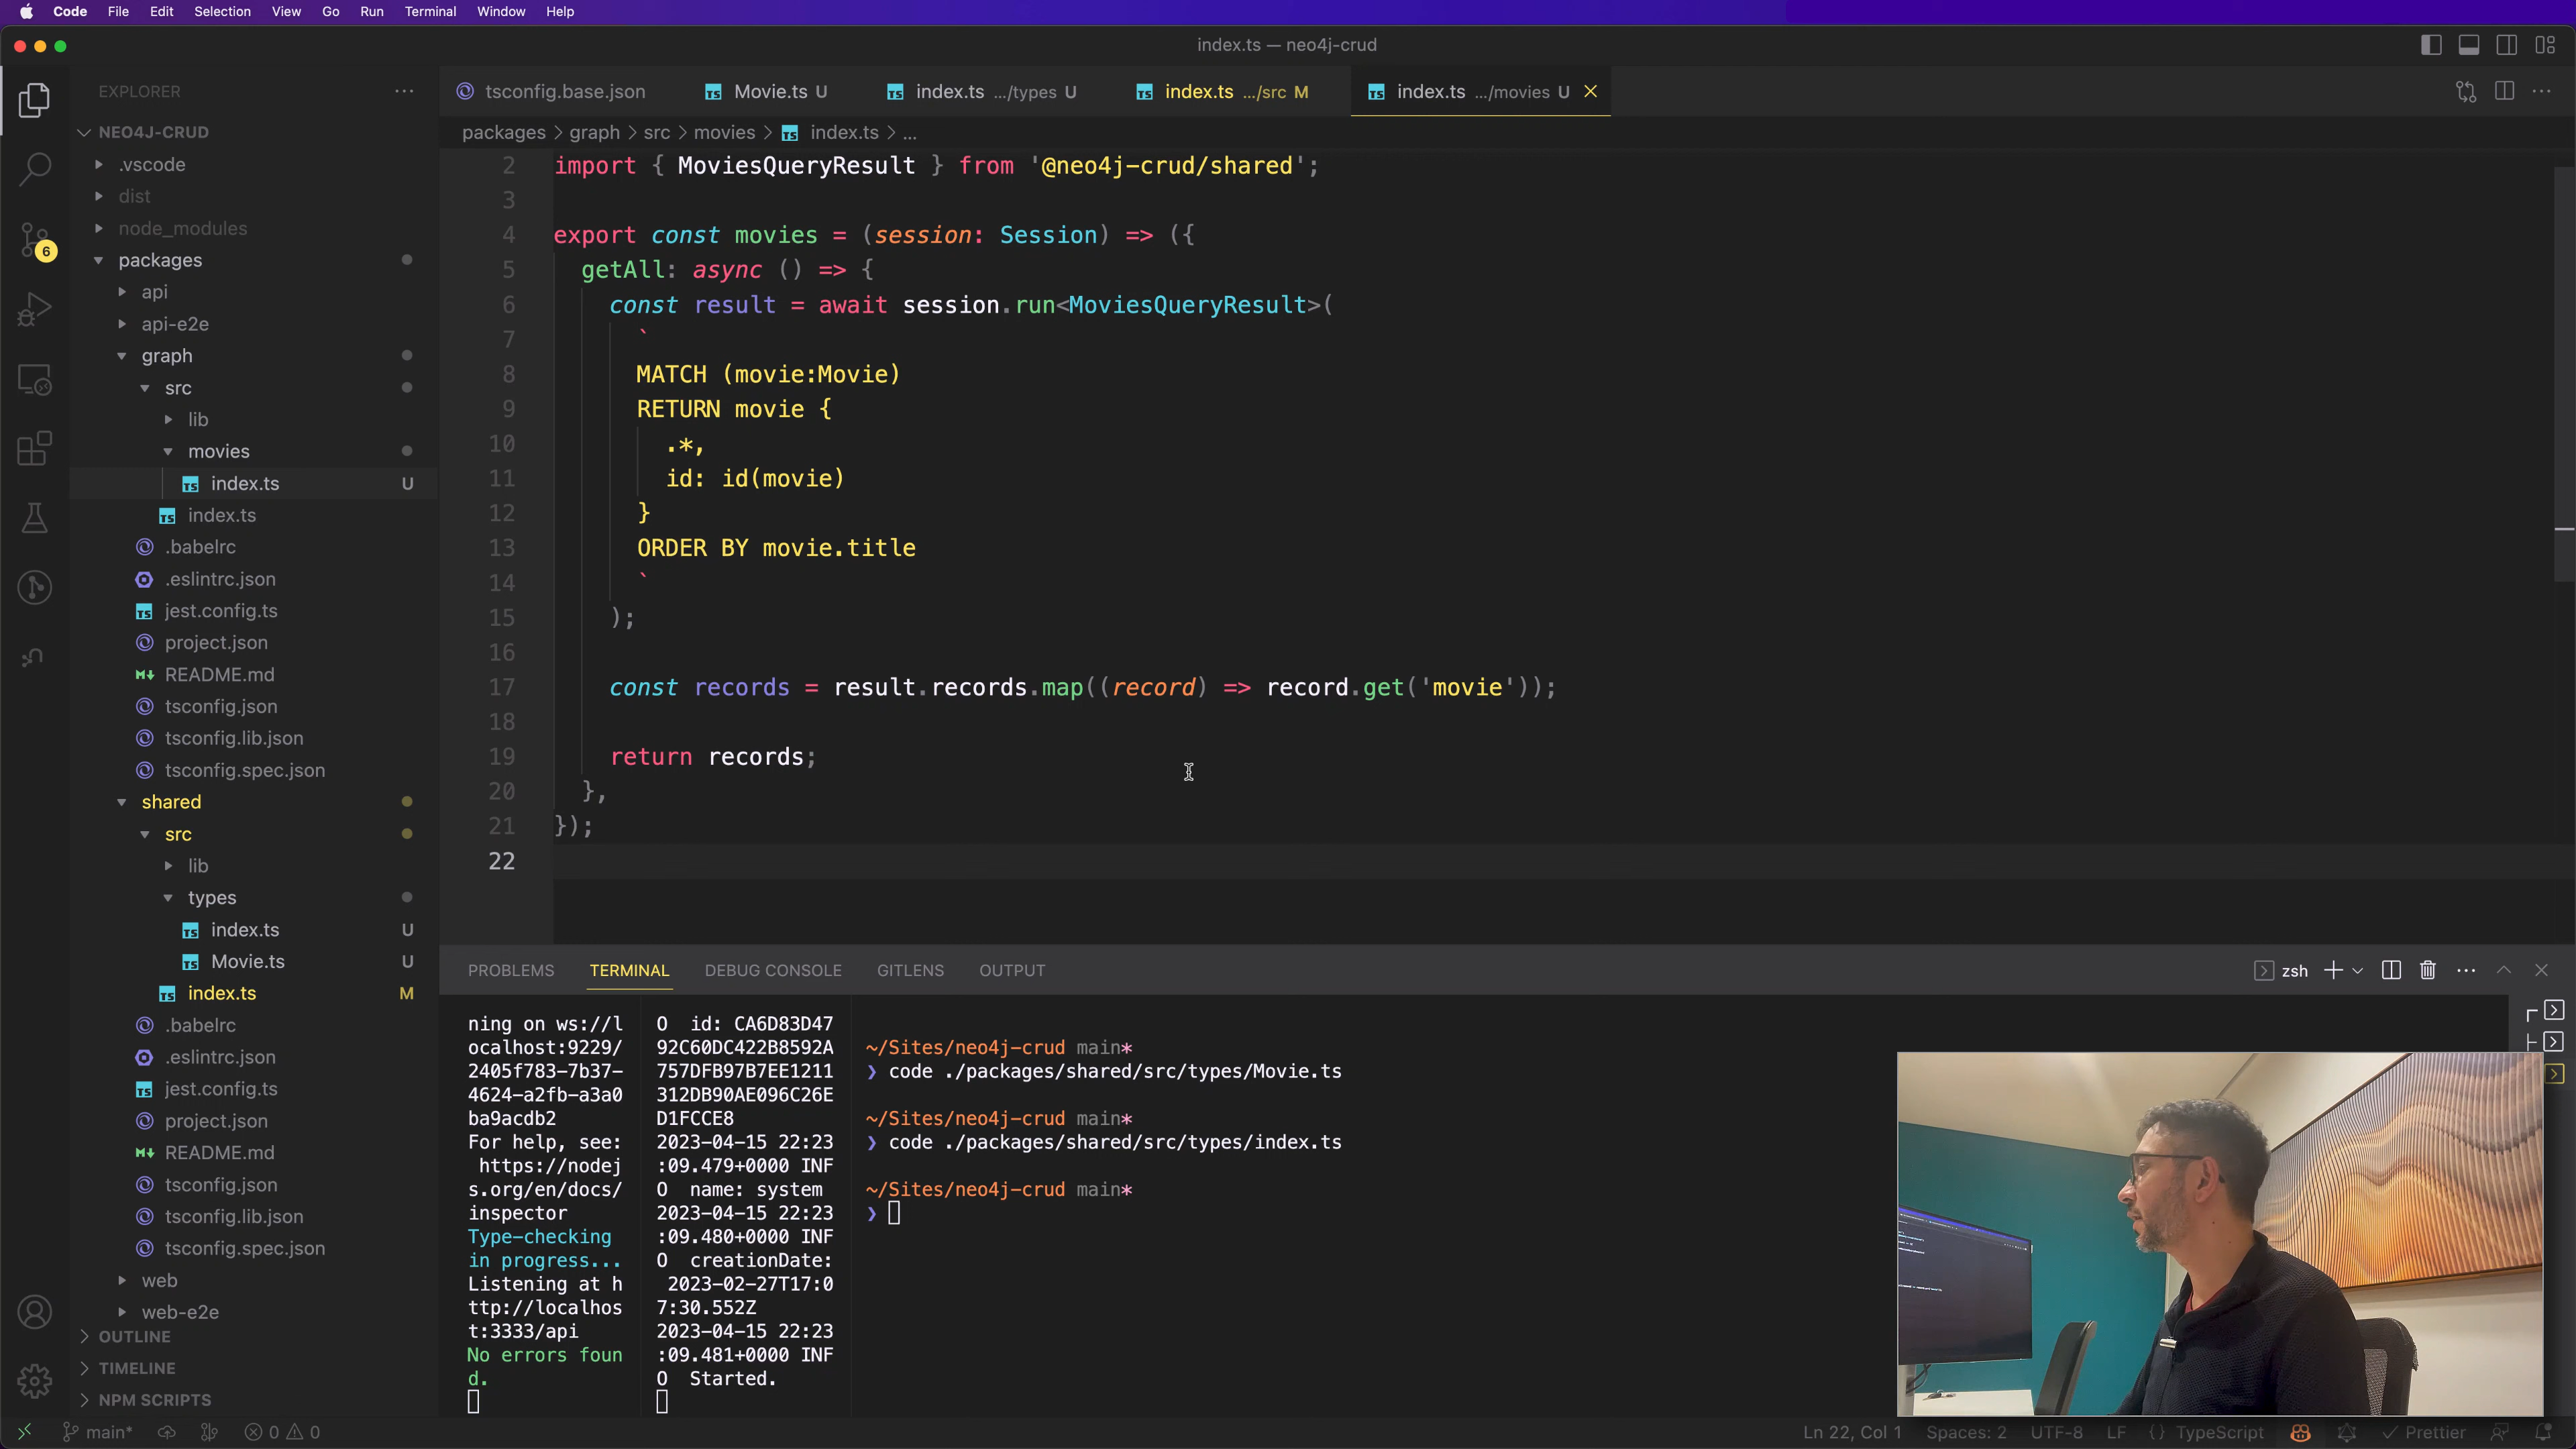 Code File Edit Selection View Go Run Terminal Window Help
index.ts — neo4j-crud
EXPLORER
NEO4J-CRUD
.vscode
dist
node_modules
packages
api
api-e2e
graph
src
lib
movies
index.ts U
index.ts
.babelrc
.eslintrc.json
jest.config.ts
project.json
README.md
tsconfig.json
tsconfig.lib.json
tsconfig.spec.json
shared
src
lib
types
index.ts U
Movie.ts U
index.ts M
.babelrc
.eslintrc.json
jest.config.ts
project.json
README.md
tsconfig.json
tsconfig.lib.json
tsconfig.spec.json
web
web-e2e
OUTLINE
TIMELINE
NPM SCRIPTS
6
tsconfig.base.json Movie.ts U index.ts .../types U index.ts .../src M index.ts .../movies U
packages > graph > src > movies > index.ts > ...
2 import { MoviesQueryResult } from '@neo4j-crud/shared';
3
4 export const movies = (session: Session) => ({
5 getAll: async () => {
6 const result = await session.run<MoviesQueryResult>(
7 `
8 MATCH (movie:Movie)
9 RETURN movie {
10 .*,
11 id: id(movie)
12 }
13 ORDER BY movie.title
14 `
15 );
16
17 const records = result.records.map((record) => record.get('movie'));
18
19 return records;
20 },
21 });
22
PROBLEMS TERMINAL DEBUG CONSOLE GITLENS OUTPUT
zsh
ning on ws://l
ocalhost:9229/
2405f783-7b37-
4624-a2fb-a3a0
ba9acdb2
For help, see:
https://nodej
s.org/en/docs/
inspector
Type-checking
in progress...
Listening at h
ttp://localhos
t:3333/api
No errors foun
d.
O id: CA6D83D47
92C60DC422B8592A
757DFB97B7EE1211
312DB90AE096C26E
D1FCCE8
2023-04-15 22:23
:09.479+0000 INF
O name: system
2023-04-15 22:23
:09.480+0000 INF
O creationDate:
2023-02-27T17:0
7:30.552Z
2023-04-15 22:23
:09.481+0000 INF
O Started.
~/Sites/neo4j-crud main*
❯ code ./packages/shared/src/types/Movie.ts
~/Sites/neo4j-crud main*
❯ code ./packages/shared/src/types/index.ts
~/Sites/neo4j-crud main*
❯
main* 0 0 Ln 22, Col 1 Spaces: 2 UTF-8 LF {} TypeScript Prettier